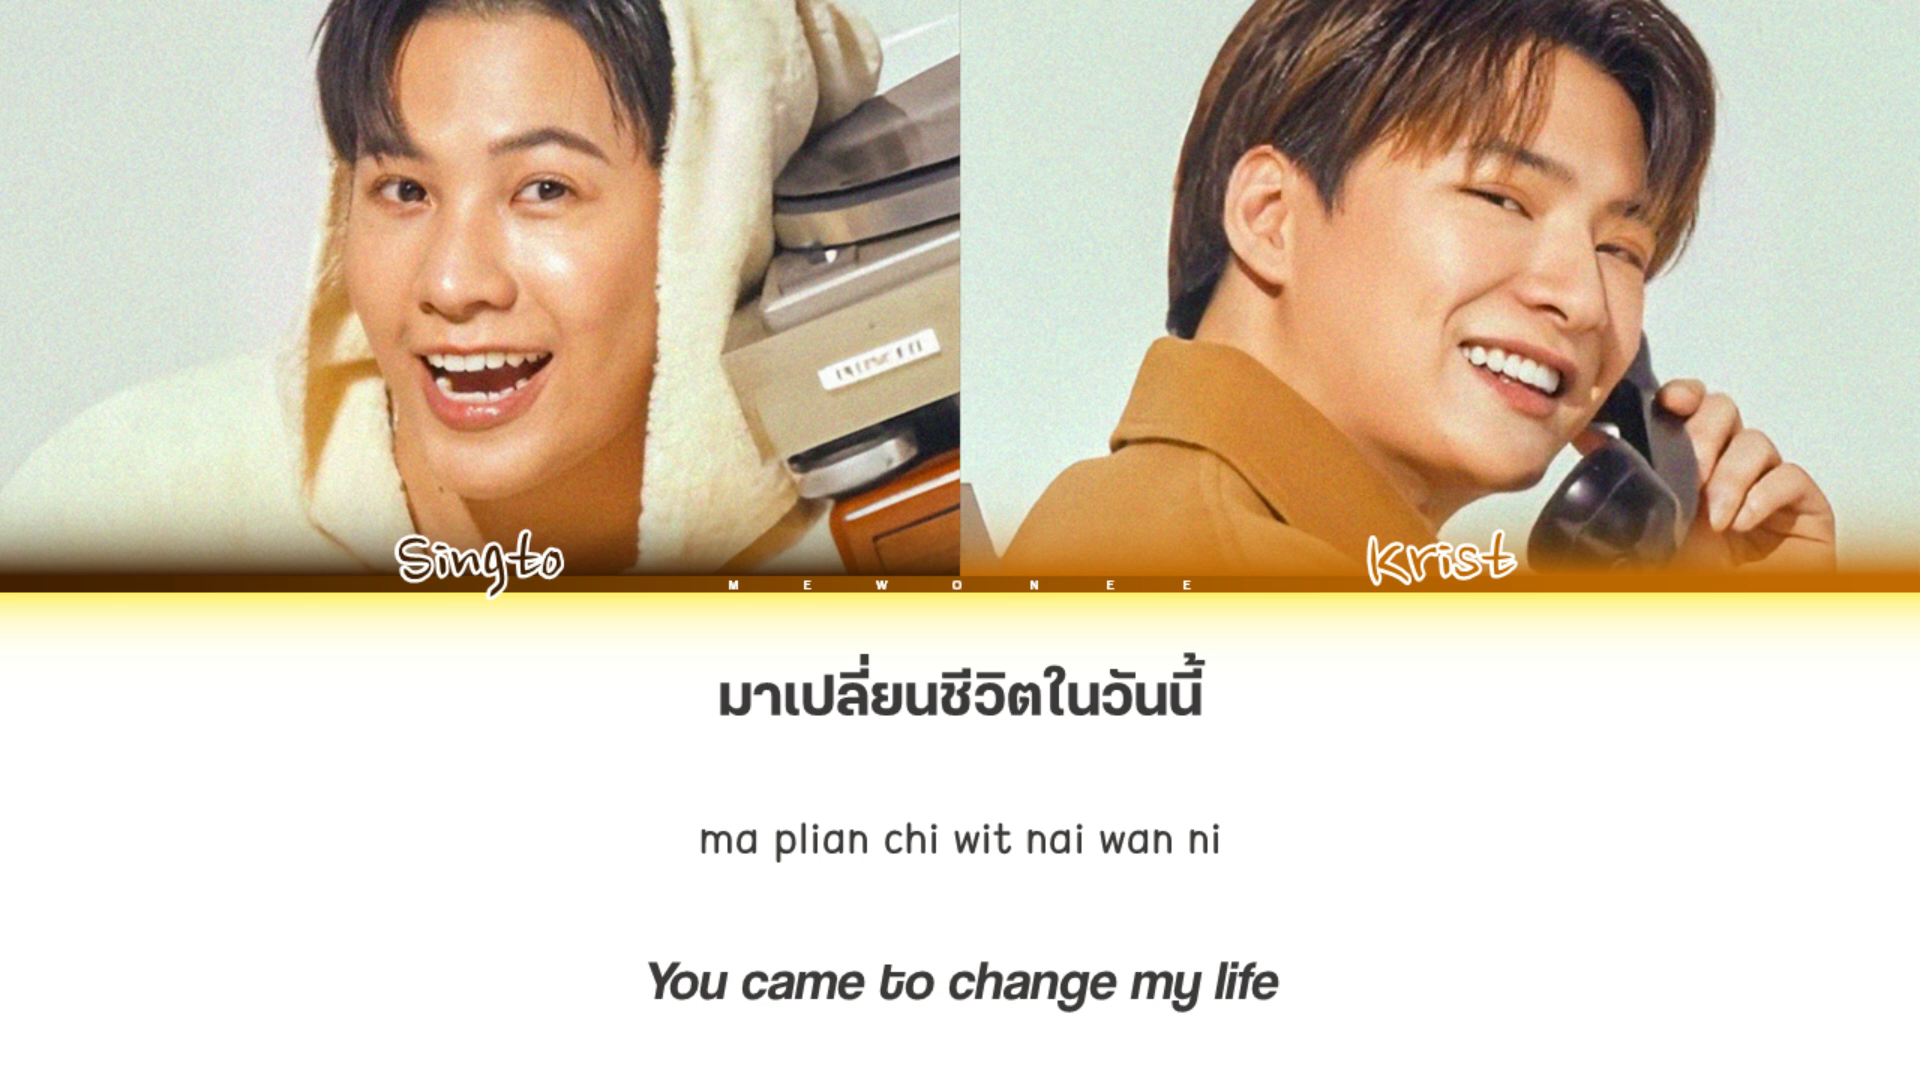 Singto
Krist
MEWONEE
มาเปลี่ยนชีวิตในวันนี้
ma plian chi wit nai wan ni
You came to change my life